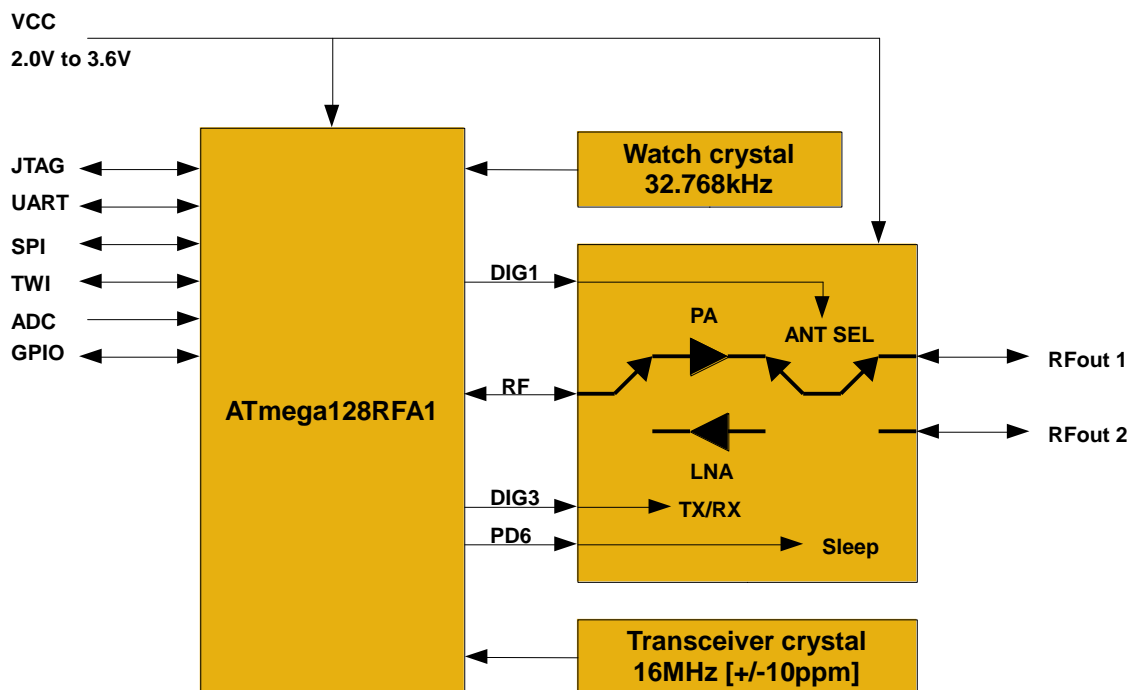 VCC
2.0V to 3.6V
JTAG
UART
SPI
TWI
ADC
GPIO
ATmega128RFA1
Watch crystal
32.768kHz
DIG1
RF
DIG3
PD6
PA
ANT SEL
LNA
TX/RX
Sleep
RFout 1
RFout 2
Transceiver crystal
16MHz [+/-10ppm]